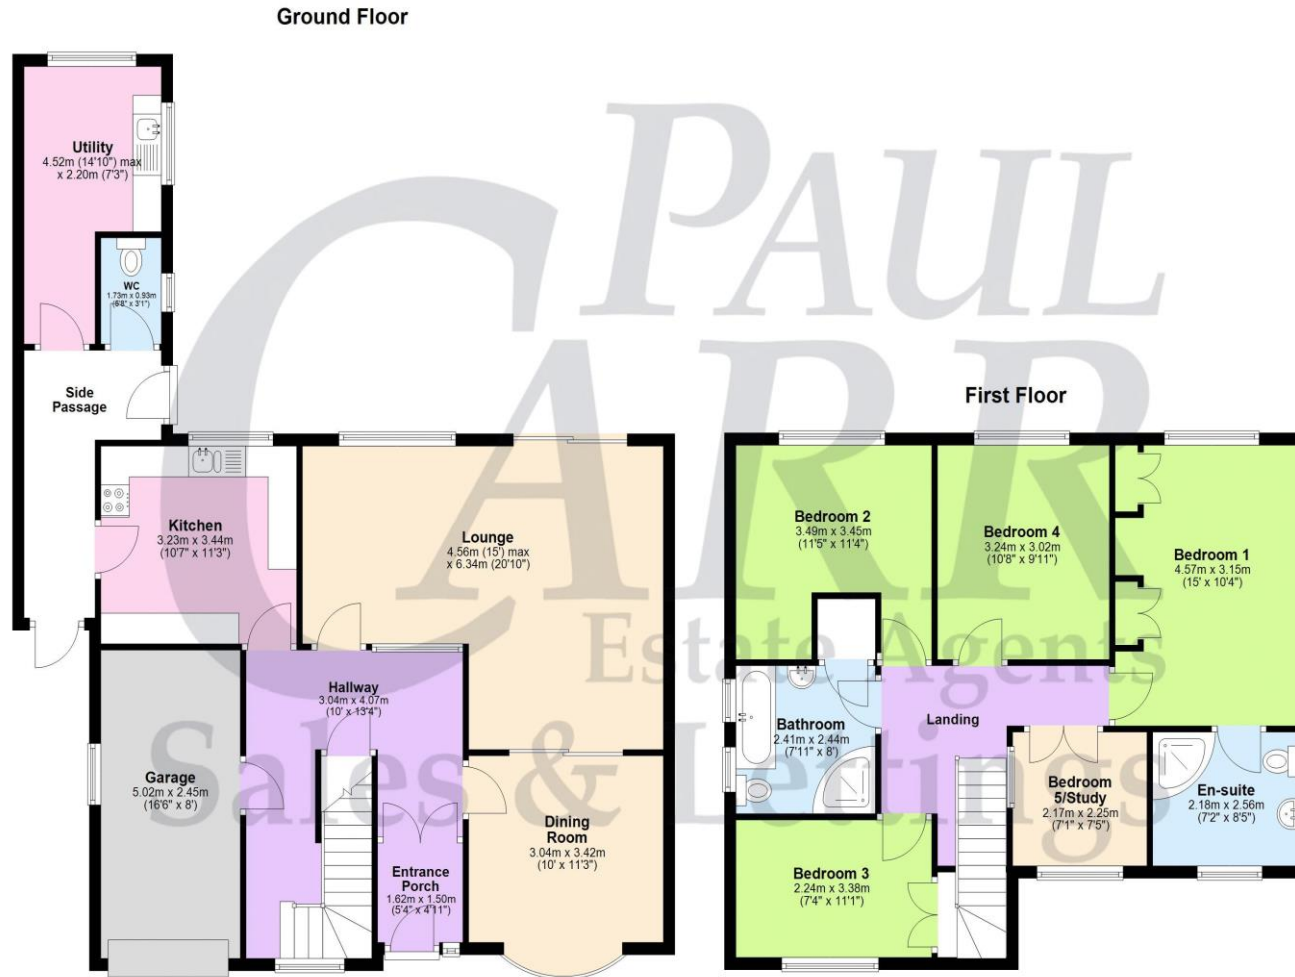 Ground Floor
Utility
4.52m (14'10") max
x 2.20m (7'3")
WC
1.73m x 0.93m
(5'8" x 3'1")
Side
Passage
Kitchen
3.23m x 3.44m
(10'7" x 11'3")
Lounge
4.56m (15') max
x 6.34m (20'10")
Hallway
3.04m x 4.07m
(10' x 13'4")
Garage
5.02m x 2.45m
(16'6" x 8')
Entrance
Porch
1.62m x 1.50m
(5'4" x 4'11")
Dining
Room
3.04m x 3.42m
(10' x 11'3")
First Floor
Bedroom 2
3.49m x 3.45m
(11'5" x 11'4")
Bedroom 4
3.24m x 3.02m
(10'8" x 9'11")
Bedroom 1
4.57m x 3.15m
(15' x 10'4")
Landing
Bathroom
2.41m x 2.44m
(7'11" x 8')
Bedroom
5/Study
2.17m x 2.25m
(7'1" x 7'5")
En-suite
2.18m x 2.56m
(7'2" x 8'5")
Bedroom 3
2.24m x 3.38m
(7'4" x 11'1")
PAUL
CARR
Estate Agents
Sales & Lettings